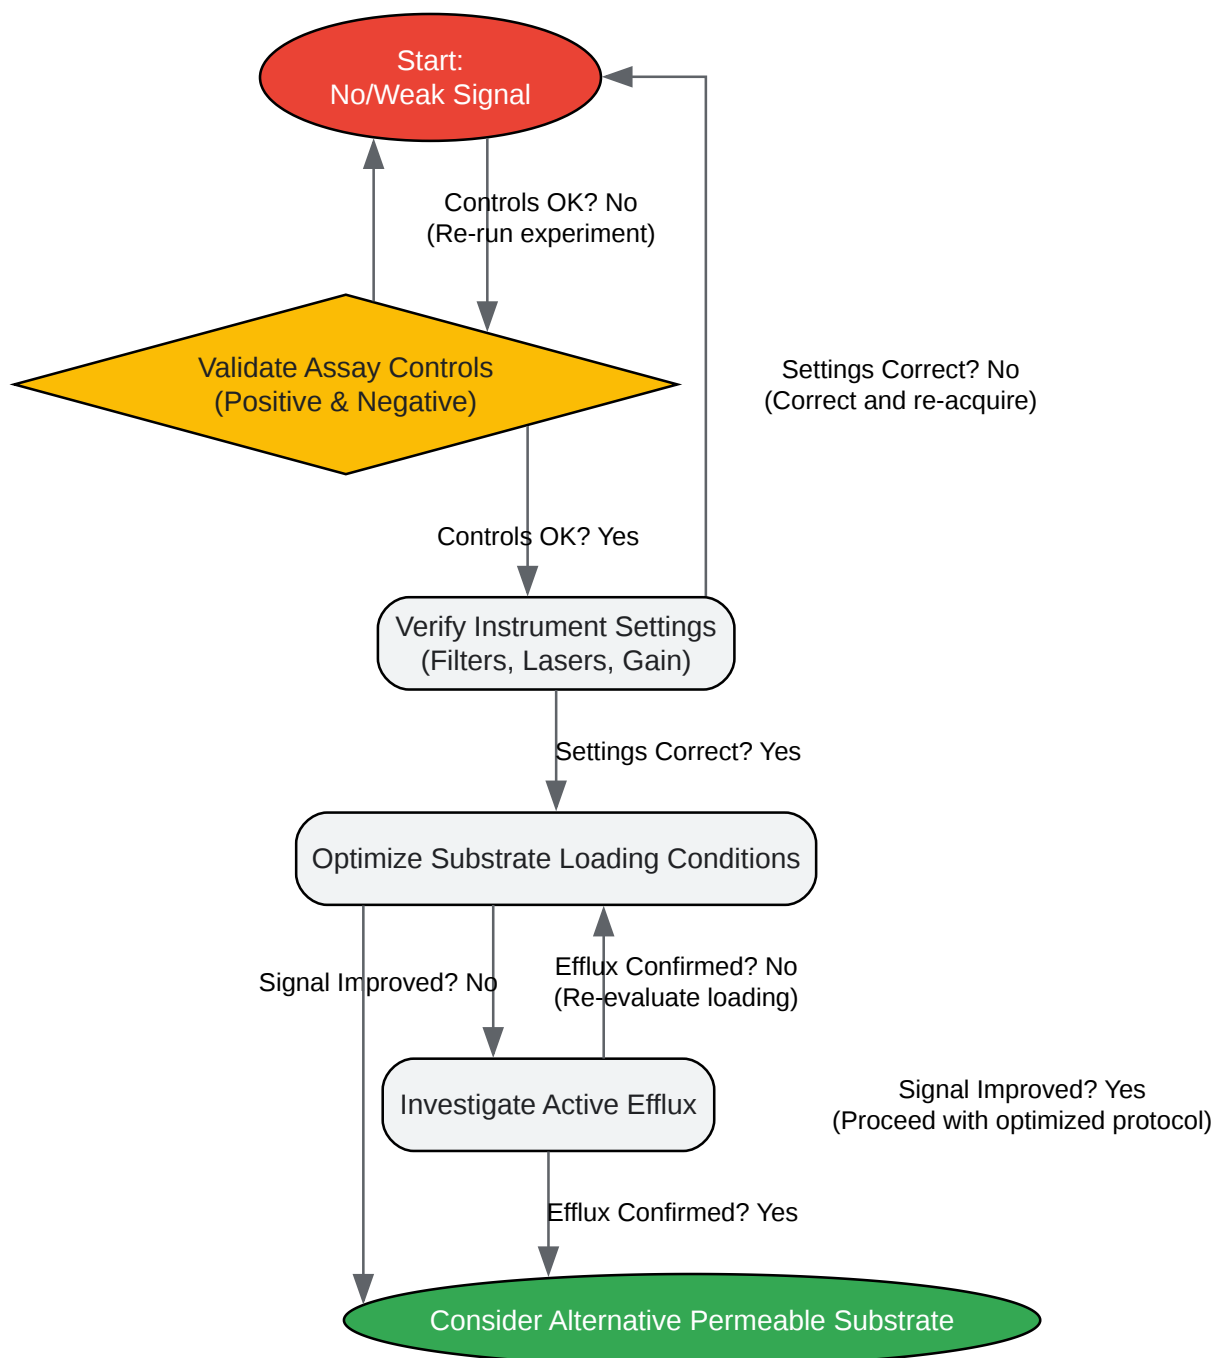 Start:
No/Weak Signal
Controls OK? No
(Re-run experiment)
Validate Assay Controls
(Positive & Negative)
Settings Correct? No
(Correct and re-acquire)
Controls OK? Yes
Verify Instrument Settings
(Filters, Lasers, Gain)
Settings Correct? Yes
Optimize Substrate Loading Conditions
Signal Improved? No
Efflux Confirmed? No
(Re-evaluate loading)
Investigate Active Efflux
Signal Improved? Yes
(Proceed with optimized protocol)
Efflux Confirmed? Yes
Consider Alternative Permeable Substrate